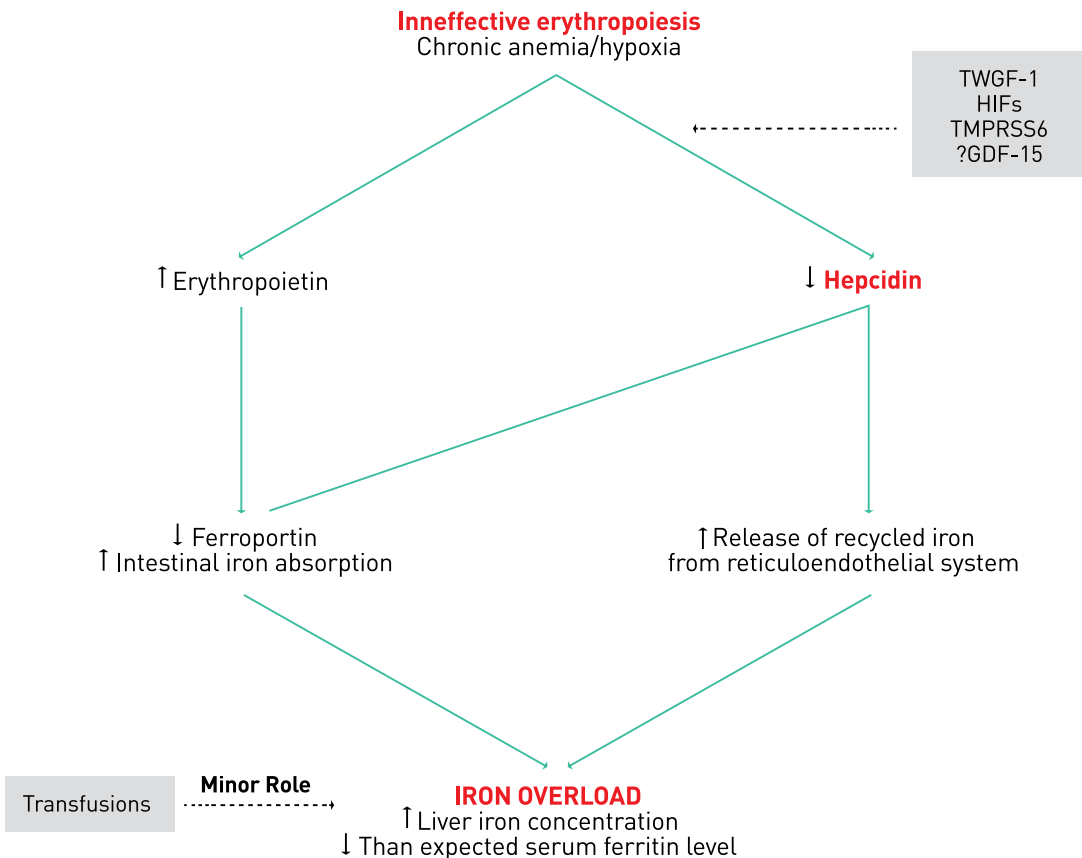 Inneffective erythropoiesis
Chronic anemia/hypoxia
TWGF-1
HIFs
TMPRSS6
?GDF-15
↑ Erythropoietin
↓ Hepcidin
↓ Ferroportin
↑ Intestinal iron absorption
↑ Release of recycled iron
from reticuloendothelial system
Transfusions
Minor Role
IRON OVERLOAD
↑ Liver iron concentration
↓ Than expected serum ferritin level